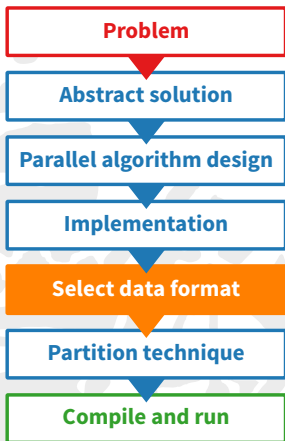 Problem
Abstract solution
Parallel algorithm design
Implementation
Select data format
Partition technique
Compile and run